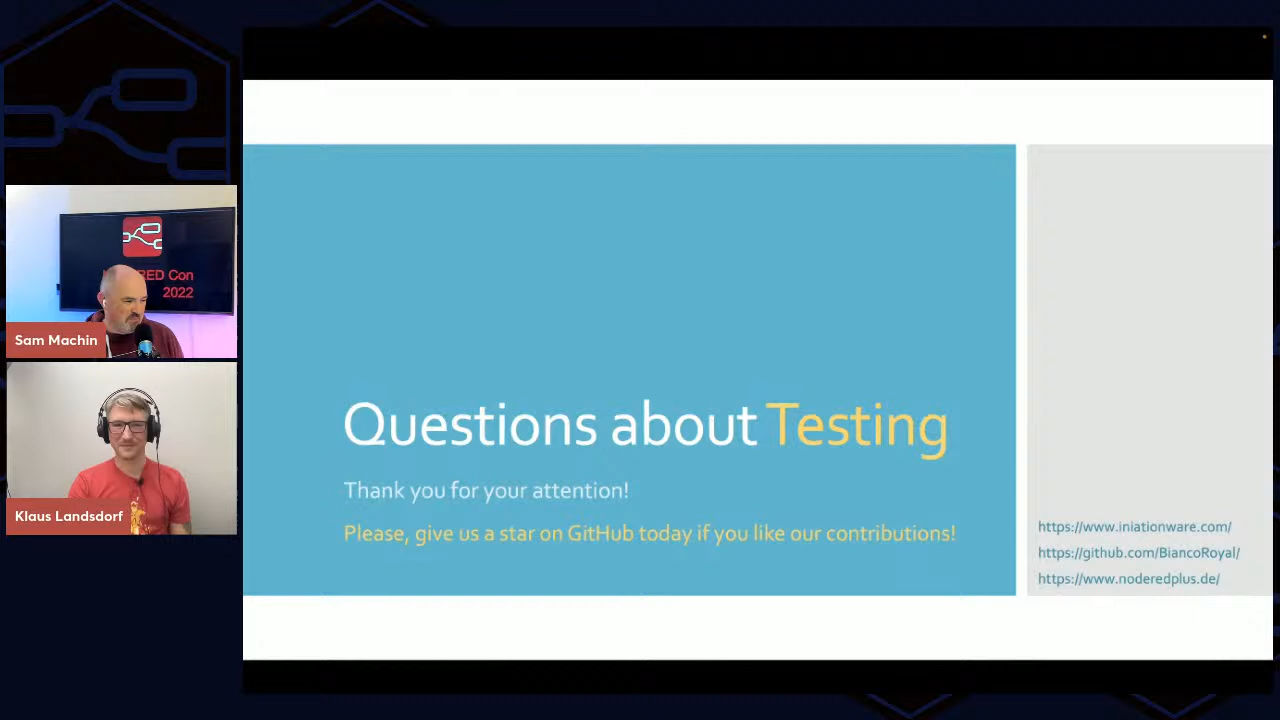 RED Con
2022
Sam Machin
Klaus Landsdorf
Questions about Testing
Thank you for your attention!
Please, give us a star on GitHub today if you like our contributions!
https://www.iniationware.com/
https://github.com/BiancoRoyal/
https://www.noderedplus.de/